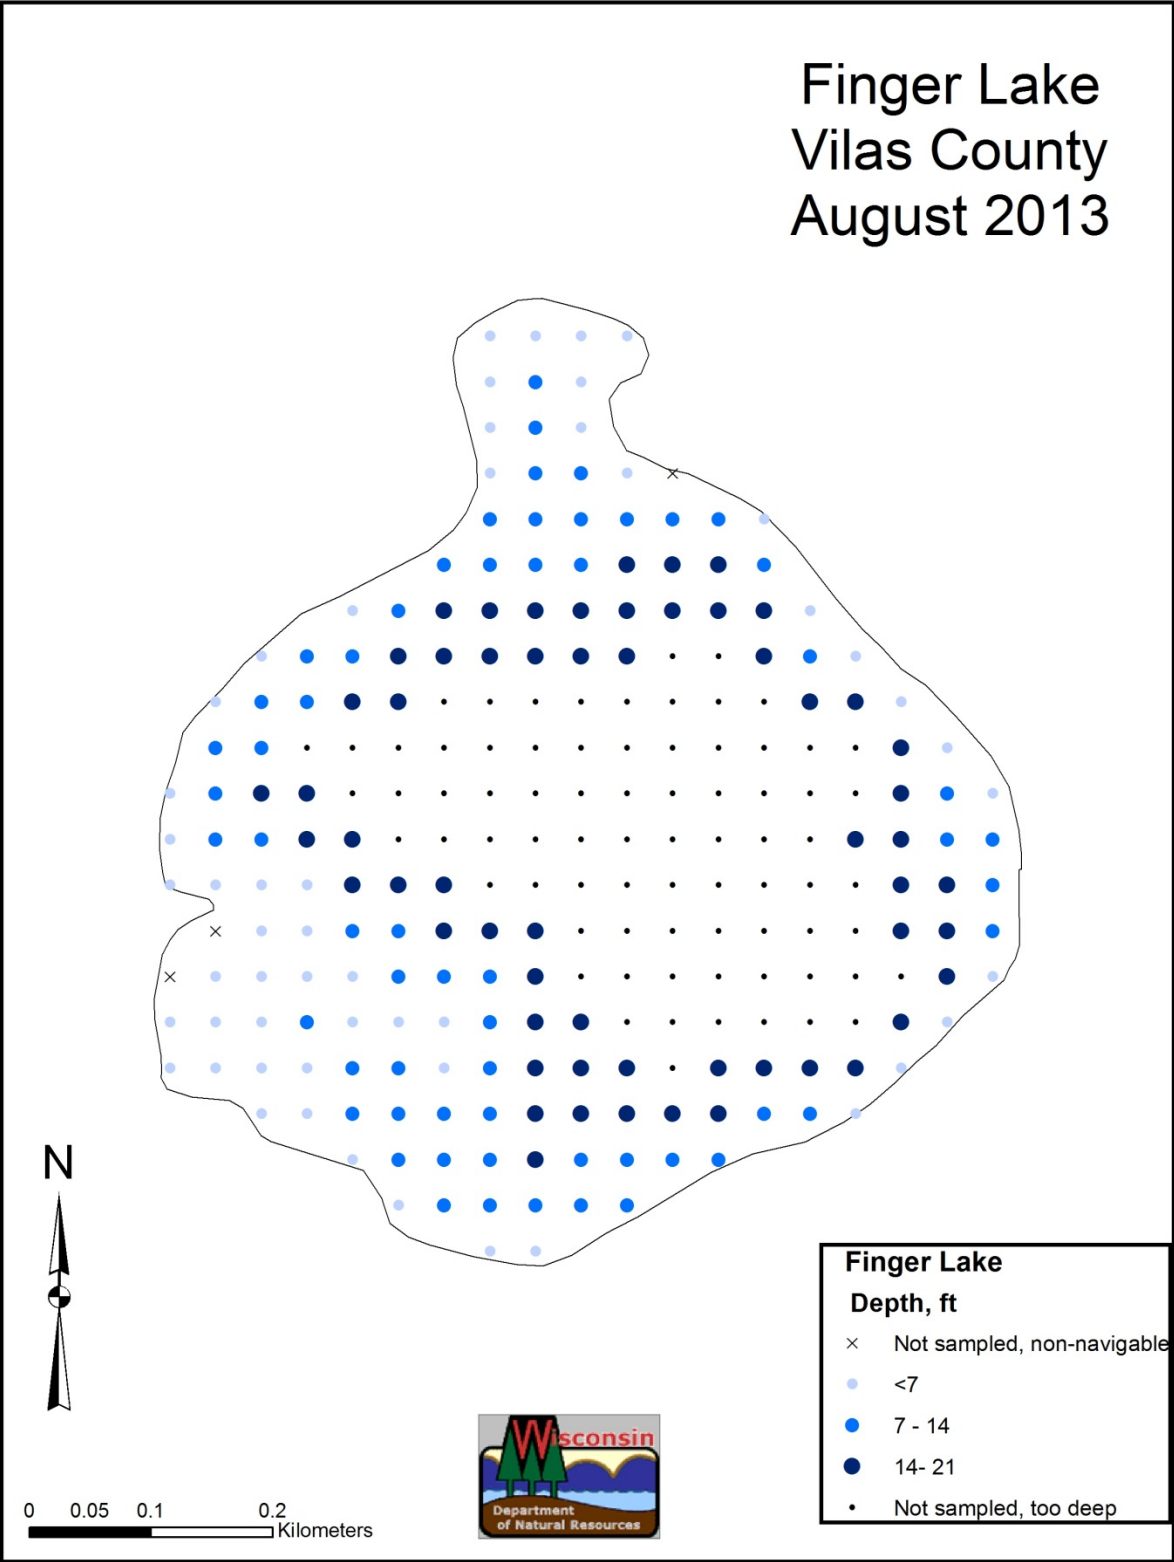 Finger Lake
Vilas County
August 2013
N
0 0.05 0.1 0.2
Kilometers
Wisconsin
Department
of Natural Resources
Finger Lake
Depth, ft
Not sampled, non-navigable
<7
7 - 14
14- 21
Not sampled, too deep